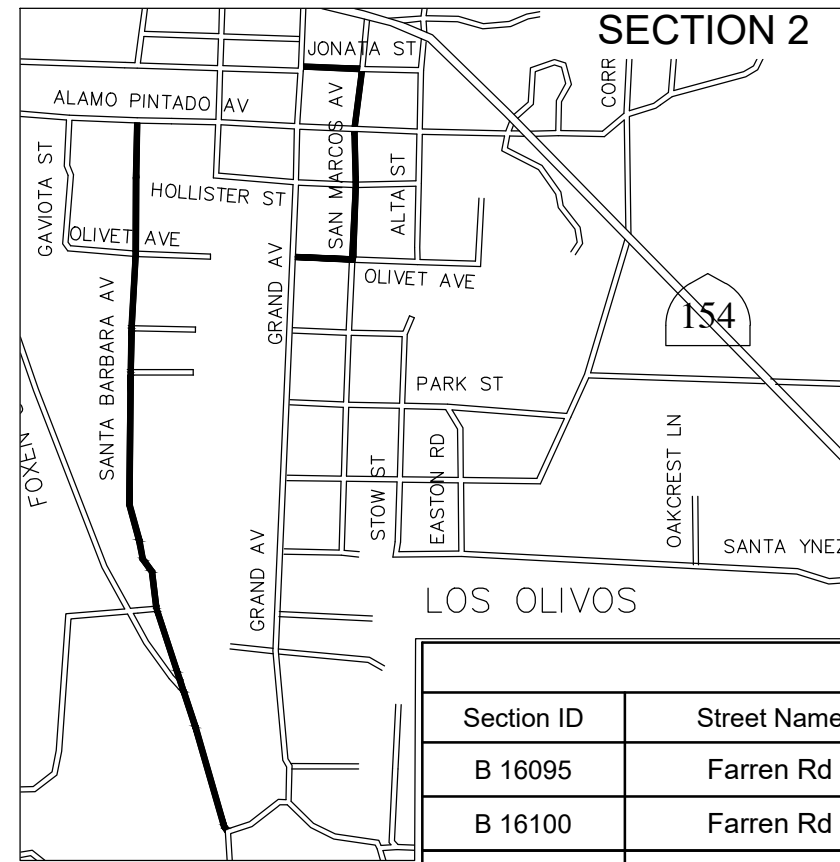 SECTION 2
JONATA ST
CORR
ALAMO PINTADO AV
SAN MARCOS AV
GAVIOTA ST
HOLLISTER ST
ALTA ST
OLIVET AVE
GRAND AV
OLIVET AVE
SANTA BARBARA AV
154
PARK ST
FOXEN
STOW ST
EASTON RD
OAKCREST LN
GRAND AV
SANTA YNEZ
LOS OLIVOS
Section ID Street Name
B 16095 Farren Rd
B 16100 Farren Rd